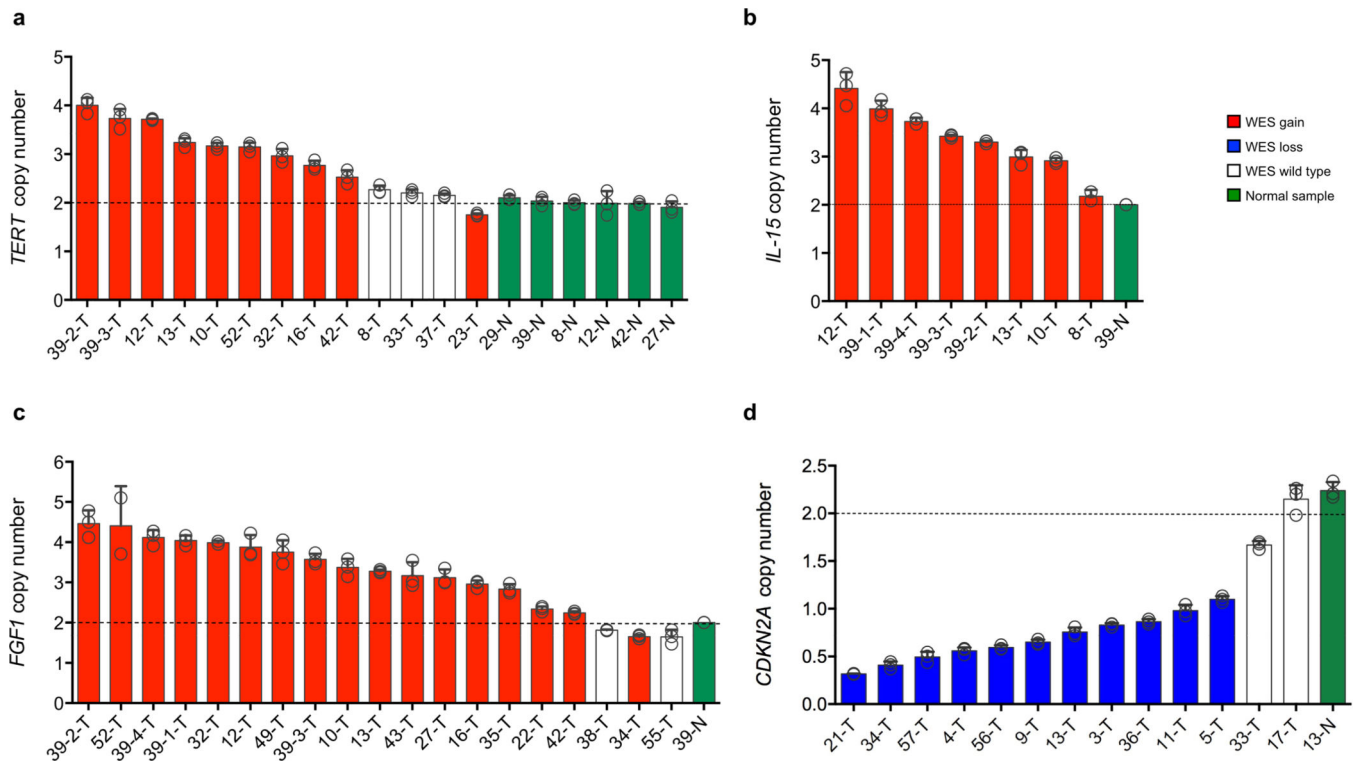 a
TERT copy number
5
4
3
2
1
0
39-2-T 39-3-T 12-T 13-T 10-T 52-T 32-T 16-T 42-T 8-T 33-T 37-T 23-T 29-N 39-N 8-N 12-N 42-N 27-N
b
IL-15 copy number
5
4
3
2
1
0
12-T 39-1-T 39-4-T 39-3-T 39-2-T 13-T 10-T 8-T 39-N
WES gain
WES loss
WES wild type
Normal sample
c
FGF1 copy number
6
5
4
3
2
1
0
39-2-T 52-T 39-4-T 39-1-T 32-T 12-T 49-T 39-3-T 10-T 13-T 43-T 27-T 16-T 35-T 22-T 42-T 38-T 34-T 55-T 39-N
d
CDKN2A copy number
2.5
2.0
1.5
1.0
0.5
0.0
21-T 34-T 57-T 4-T 56-T 9-T 13-T 3-T 36-T 11-T 5-T 33-T 17-T 13-N